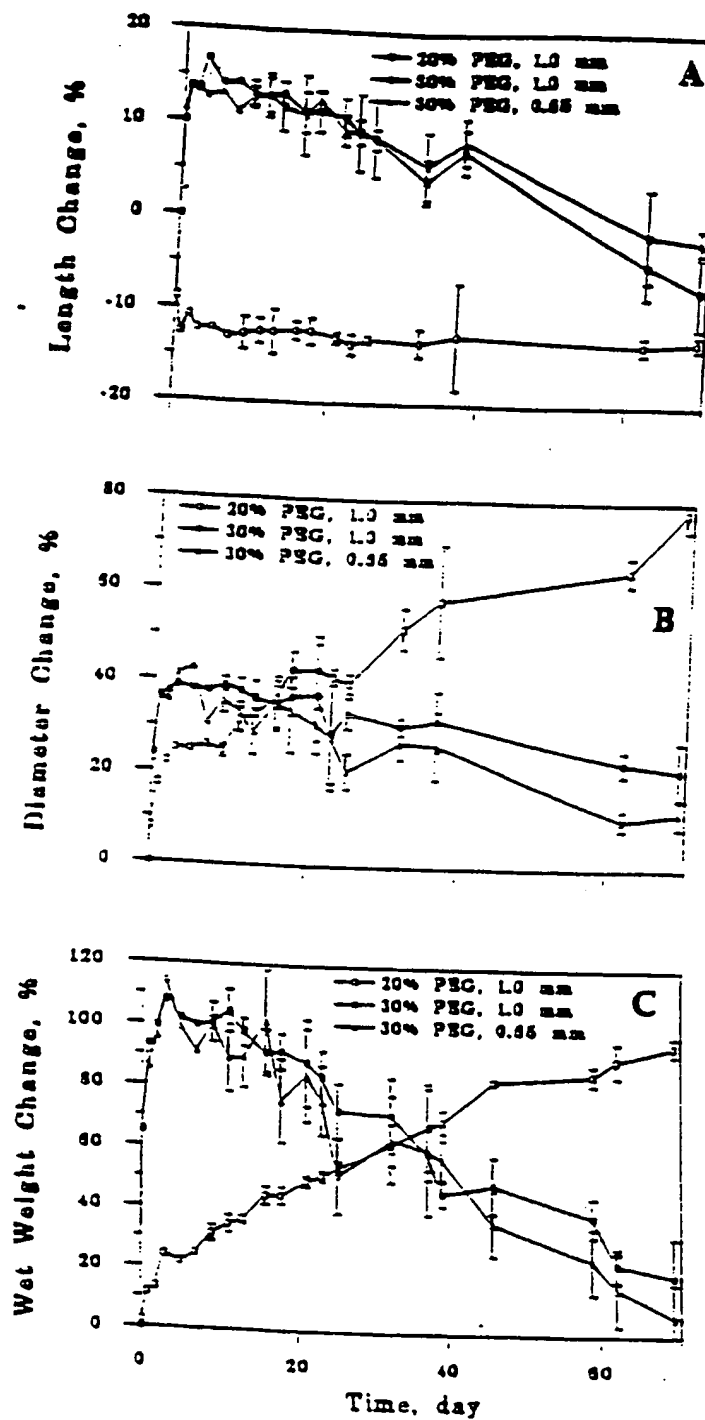 20
10
0
-10
-20
Length Change, %
20% PEG, 1.0 mm
30% PEG, 1.0 mm
30% PEG, 0.55 mm
A
80
60
40
20
0
Diameter Change, %
20% PEG, 1.0 mm
30% PEG, 1.0 mm
30% PEG, 0.55 mm
B
120
100
80
60
40
20
0
Wet Weight Change, %
20% PEG, 1.0 mm
30% PEG, 1.0 mm
30% PEG, 0.55 mm
C
0 20 40 60
Time, day